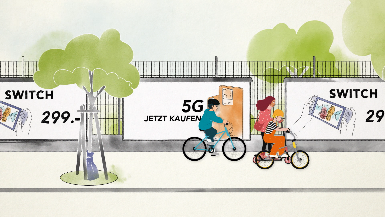 SWITCH
299.-
5G
JETZT KAUFEN
SWITCH
29